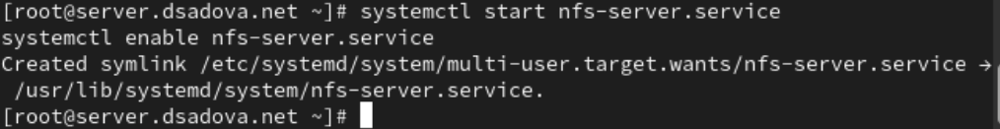 [root@server.dsadova.net ~]# systemctl start nfs-server.service
systemctl enable nfs-server.service
Created symlink /etc/systemd/system/multi-user.target.wants/nfs-server.service →
 /usr/lib/systemd/system/nfs-server.service.
[root@server.dsadova.net ~]#